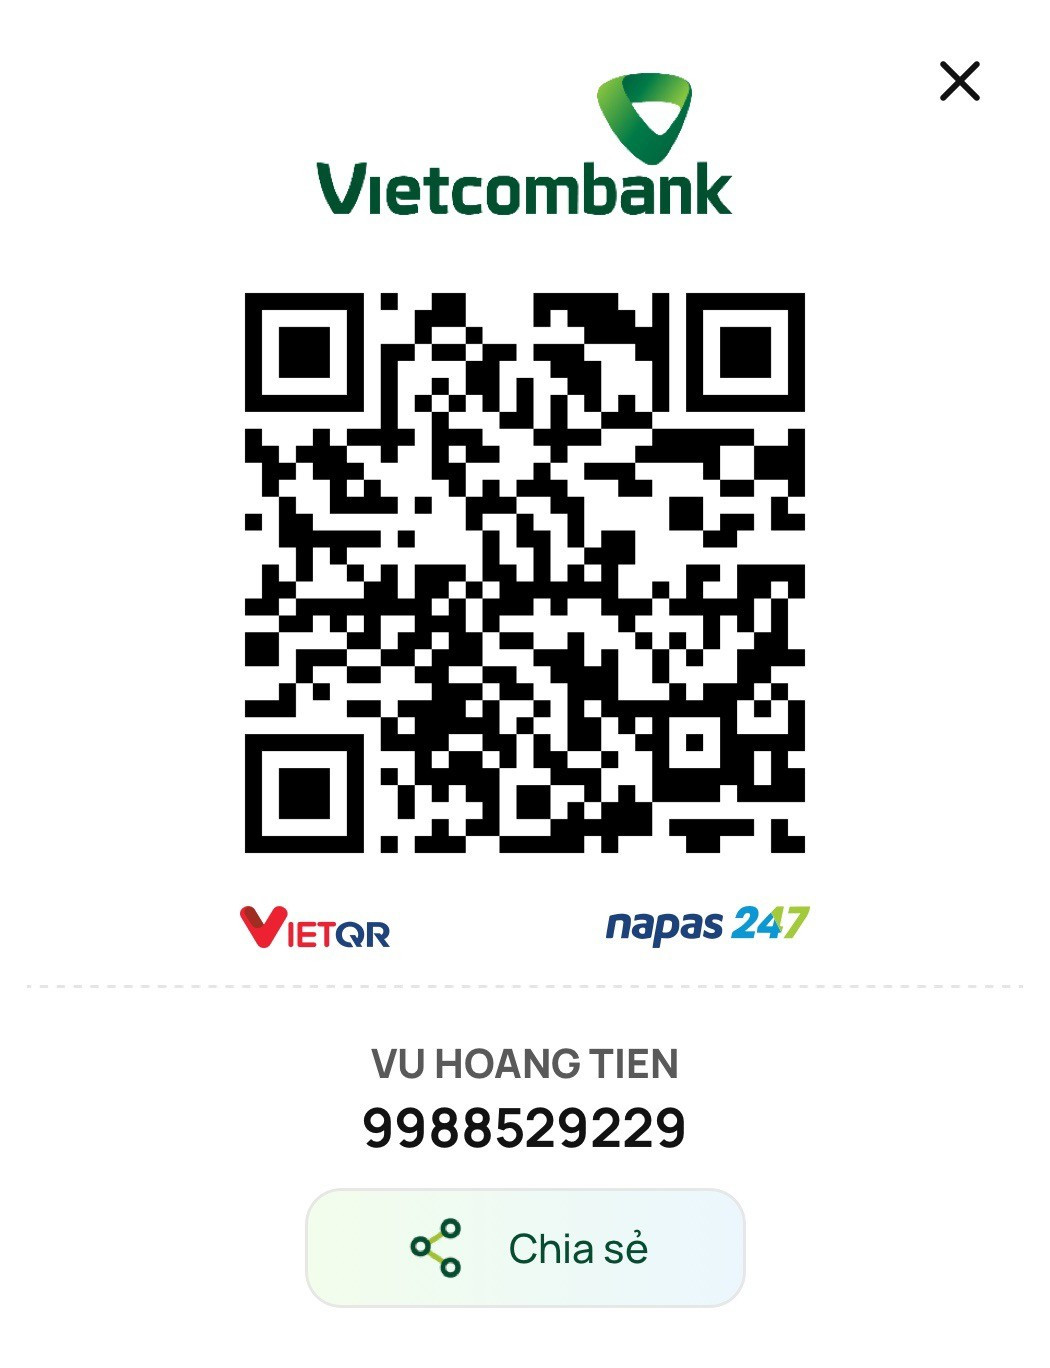 Vietcombank
VIETQR
napas 247
VU HOANG TIEN
9988529229
Chia sẻ